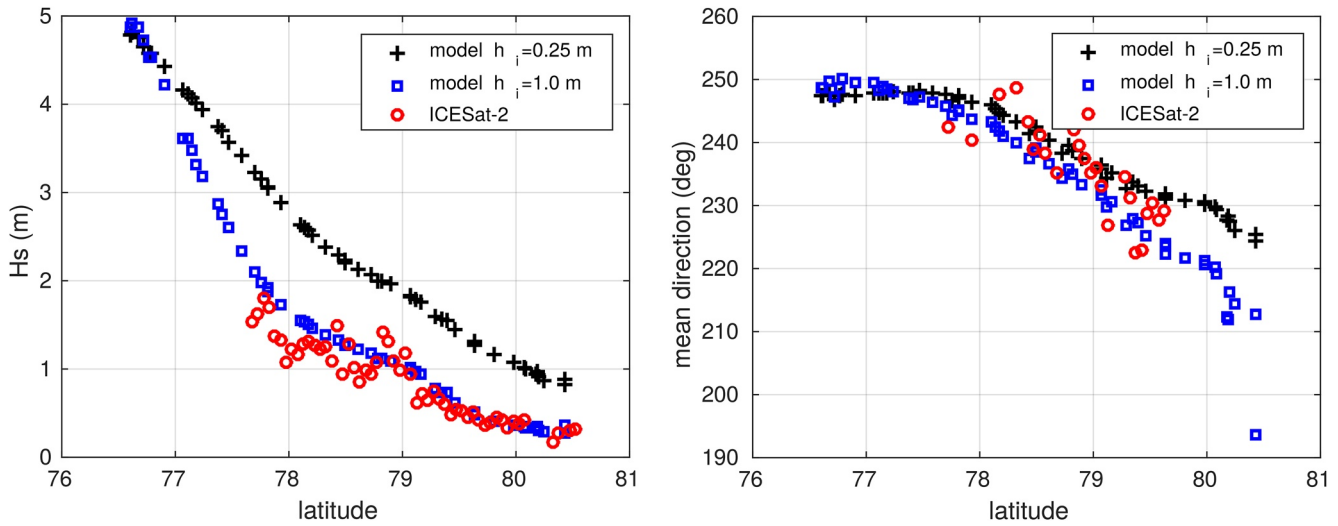 5
4
3
2
1
0
Hs (m)
76 77 78 79 80 81
latitude
model h i=0.25 m
model h i=1.0 m
ICESat-2
260
250
240
230
220
210
200
190
mean direction (deg)
76 77 78 79 80 81
latitude
model h i=0.25 m
model h i=1.0 m
ICESat-2